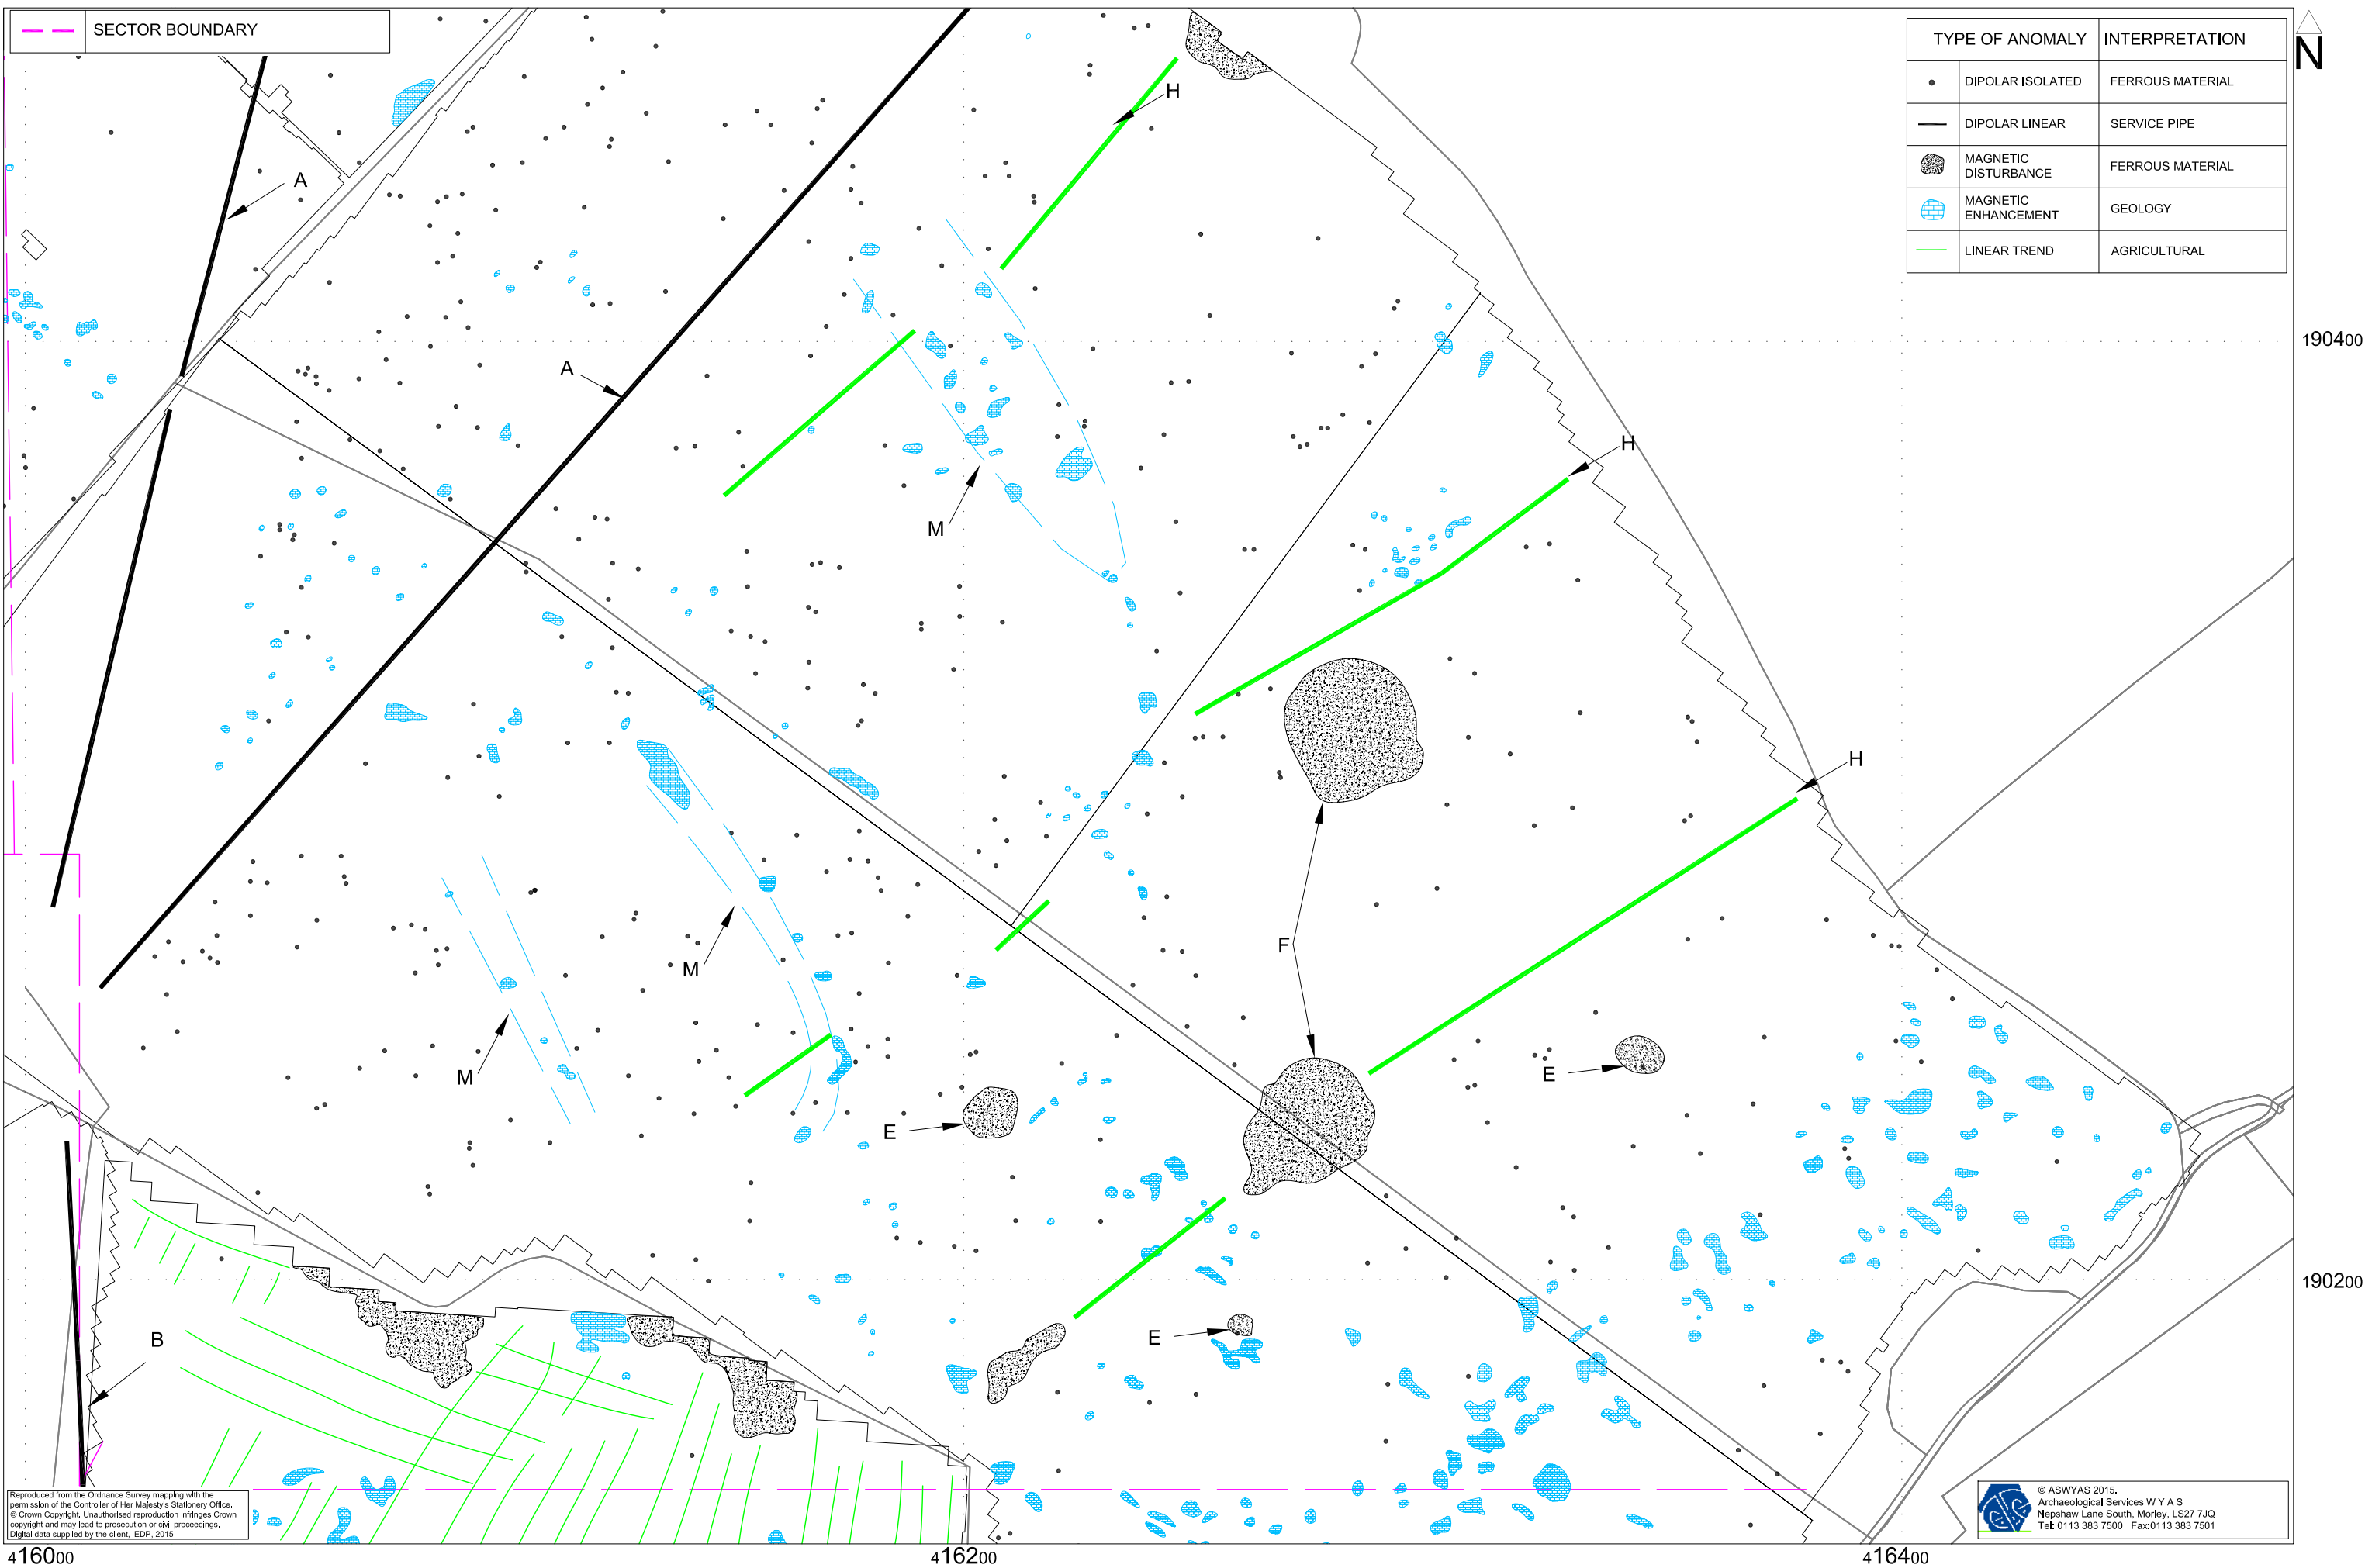 SECTOR BOUNDARY
TYPE OF ANOMALY INTERPRETATION
DIPOLAR ISOLATED FERROUS MATERIAL
DIPOLAR LINEAR SERVICE PIPE
MAGNETIC
DISTURBANCE FERROUS MATERIAL
MAGNETIC
ENHANCEMENT GEOLOGY
LINEAR TREND AGRICULTURAL
N
H
A
190400
A
H
M
H
F
M
M
E
E
190200
E
B
Reproduced from the Ordnance Survey mapping with the
permission of the Controller of Her Majesty's Stationery Office.
© Crown Copyright. Unauthorised reproduction infringes Crown
copyright and may lead to prosecution or civil proceedings.
Digital data supplied by the client, EDP, 2015.
© ASWYAS 2015.
Archaeological Services W Y A S
Nepshaw Lane South, Morley, LS27 7JQ
Tel: 0113 383 7500 Fax:0113 383 7501
416000
416200
416400